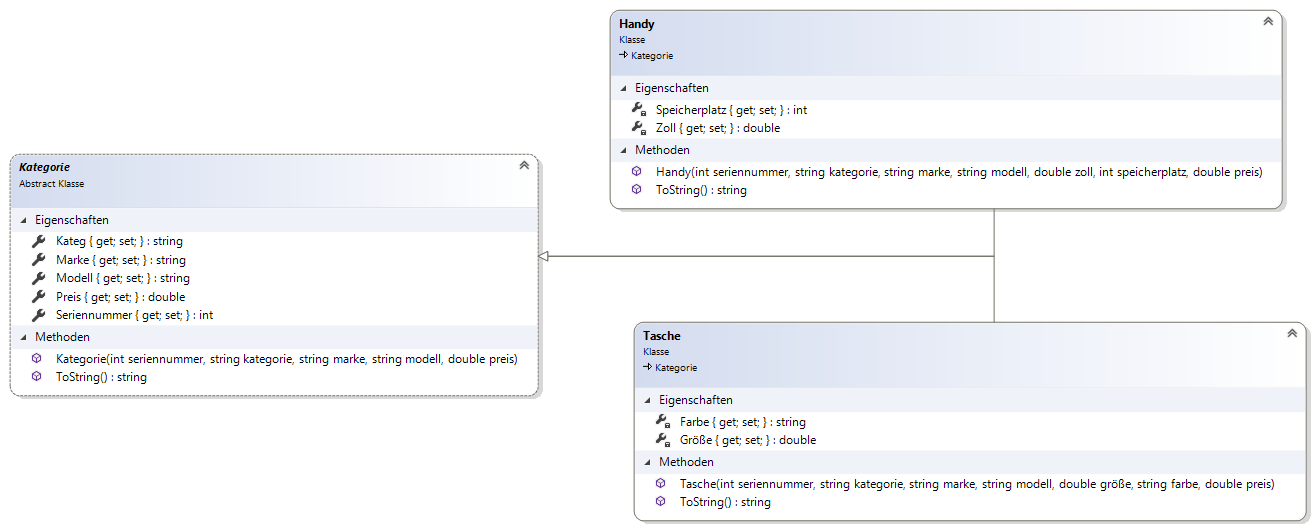 Handy
Klasse
Kategorie
Eigenschaften
Speicherplatz { get; set; } : int
Zoll { get; set; } : double
Methoden
Handy(int seriennummer, string kategorie, string marke, string modell, double zoll, int speicherplatz, double preis)
ToString() : string
Kategorie
Abstract Klasse
Eigenschaften
Kateg { get; set; } : string
Marke { get; set; } : string
Modell { get; set; } : string
Preis { get; set; } : double
Seriennummer { get; set; } : int
Methoden
Kategorie(int seriennummer, string kategorie, string marke, string modell, double preis)
ToString() : string
Tasche
Klasse
Kategorie
Eigenschaften
Farbe { get; set; } : string
Größe { get; set; } : double
Methoden
Tasche(int seriennummer, string kategorie, string marke, string modell, double größe, string farbe, double preis)
ToString() : string